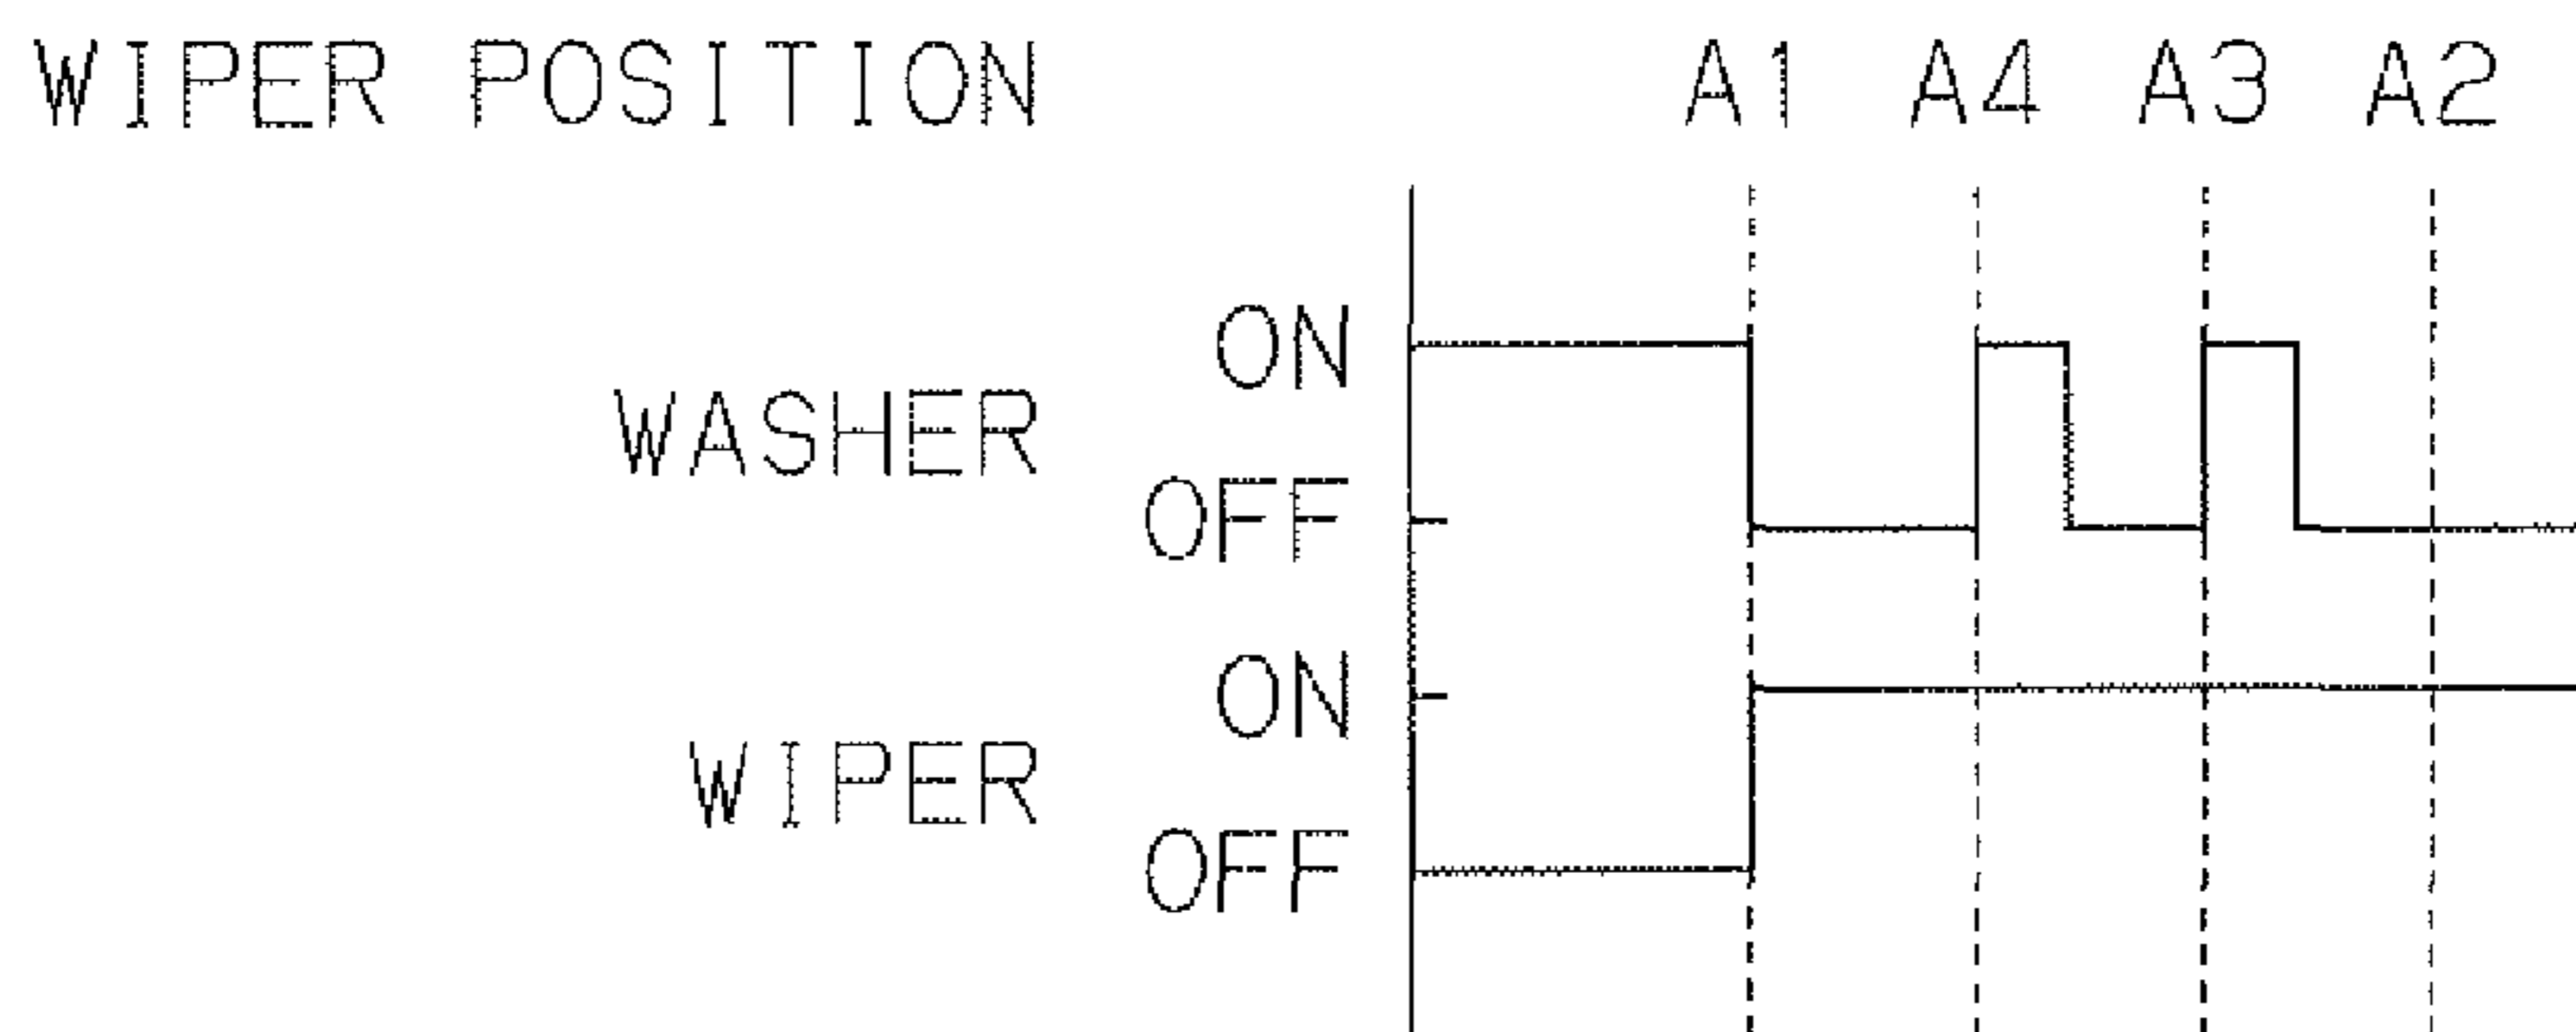 WIPER POSITION A1 A4 A3 A2
ON
WASHER
OFF
ON
WIPER
OFF